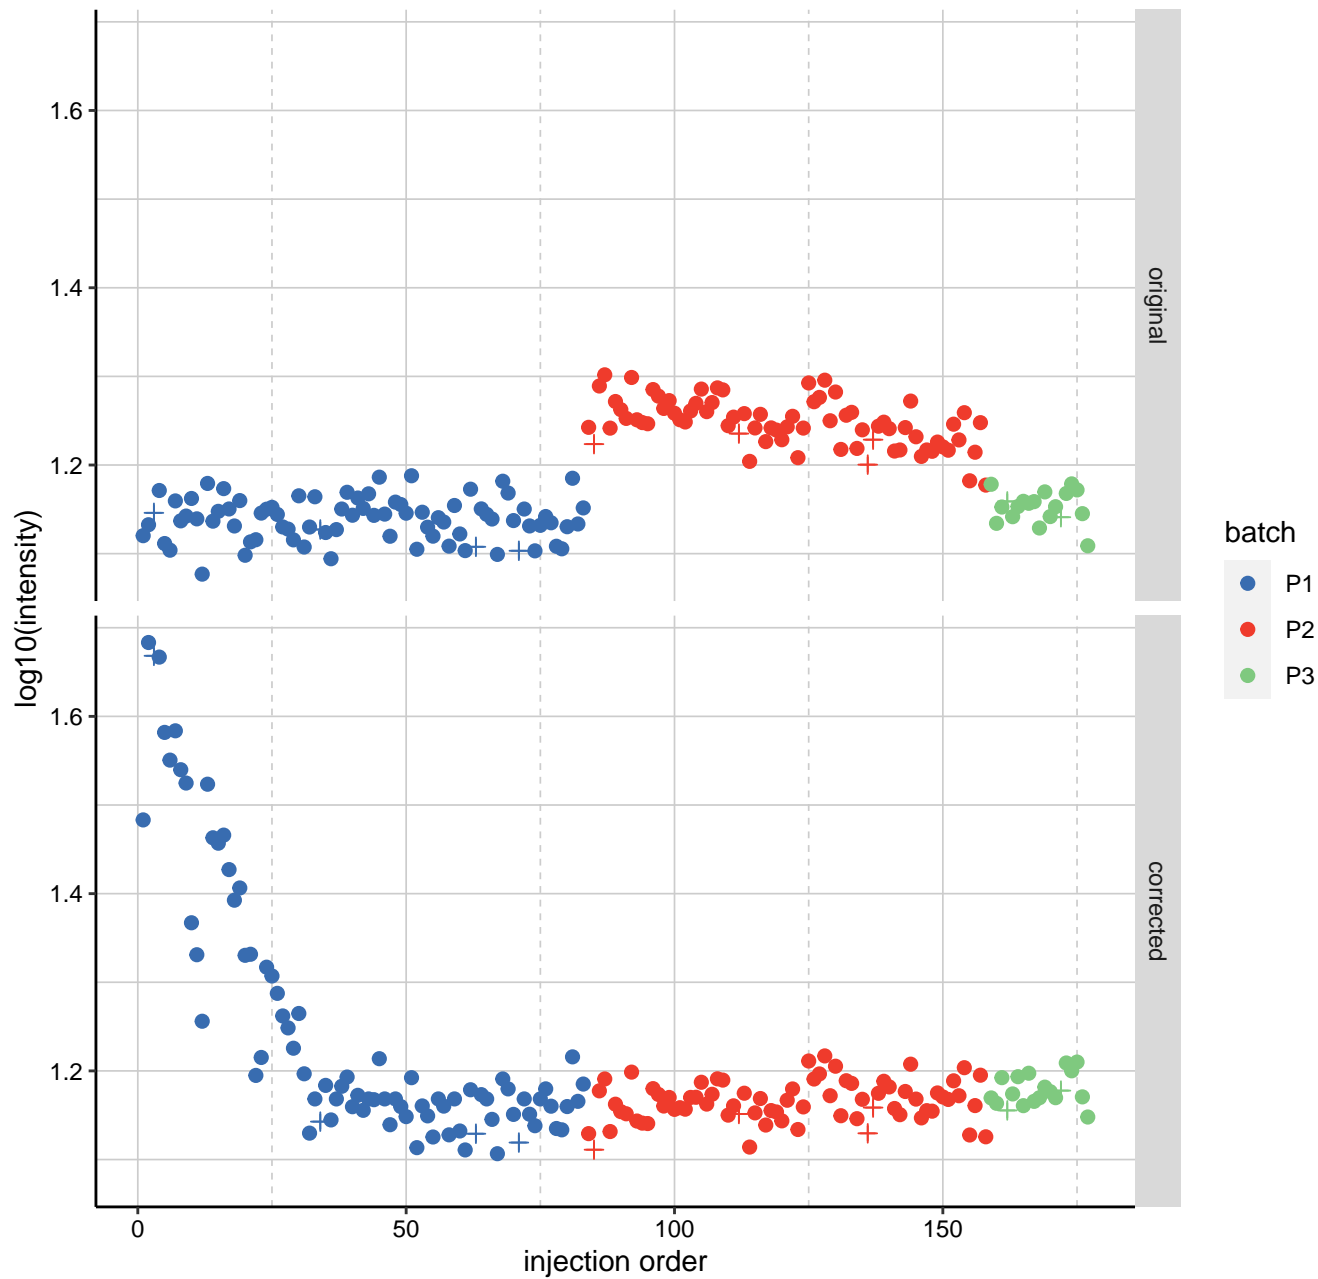 log10(intensity)
1.6
1.4
1.2
original
1.6
1.4
1.2
corrected
0
50
100
150
injection order
batch
P1
P2
P3